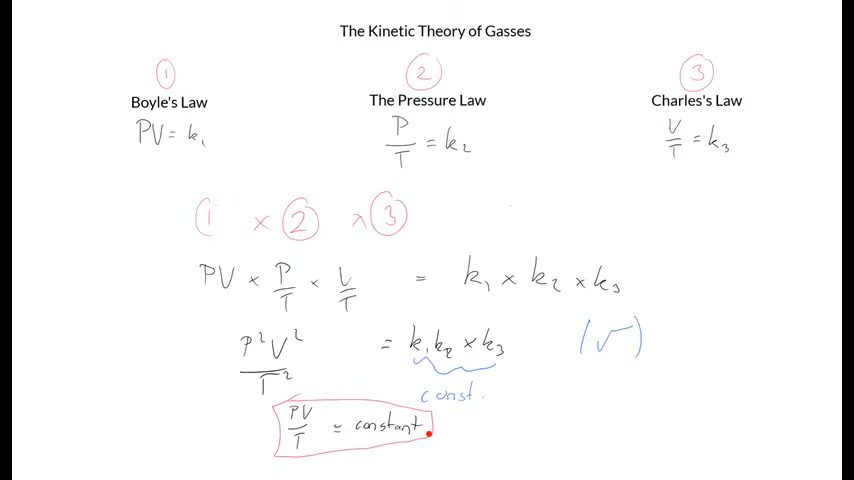 The Kinetic Theory of Gasses
① ② ③
Boyle's Law The Pressure Law Charles's Law
PV = k₁ P/T = k₂ V/T = k₃
① × ② × ③
PV × P/T × V/T = k₁ × k₂ × k₃
P²V²/T² = k₁k₂ × k₃ (√)
const.
PV/T = constant